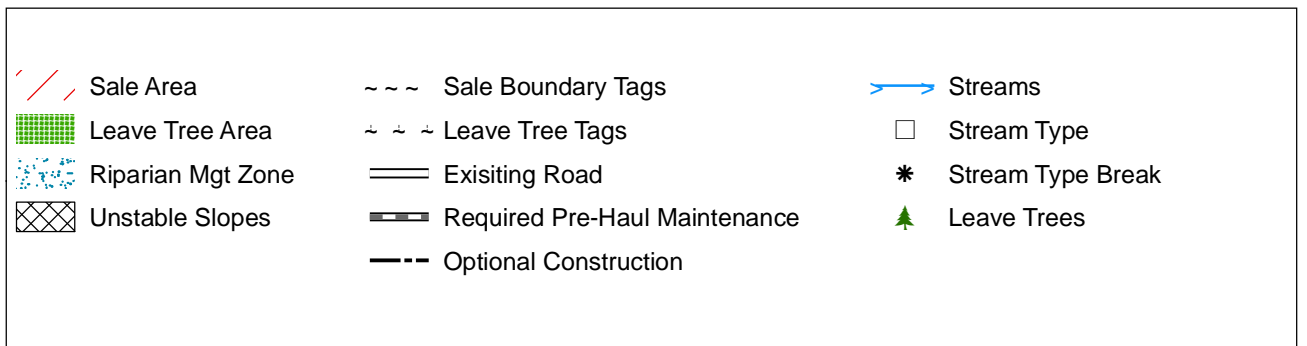 Sale Area
Leave Tree Area
Riparian Mgt Zone
Unstable Slopes
Sale Boundary Tags
Leave Tree Tags
Exisiting Road
Required Pre-Haul Maintenance
Optional Construction
Streams
Stream Type
Stream Type Break
Leave Trees